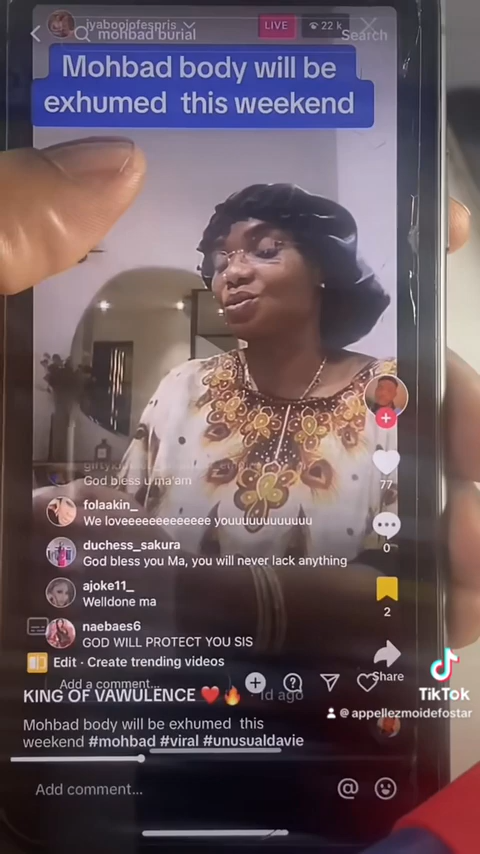 iyaboojofespris
LIVE
22 k
mohbad burial
Search
Mohbad body will be
exhumed this weekend
God bless u ma'am
folaakin_
We loveeeeeeeeeeeee youuuuuuuuuuuu
duchess_sakura
God bless you Ma, you will never lack anything
ajoke11_
Welldone ma
naebaes6
GOD WILL PROTECT YOU SIS
77
0
2
Share
Edit · Create trending videos
Add a comment...
KING OF VAWULENCE ❤️🔥 · 1d ago
TikTok
@appellezmoidefostar
Mohbad body will be exhumed this
weekend #mohbad #viral #unusualdavie
Add comment...